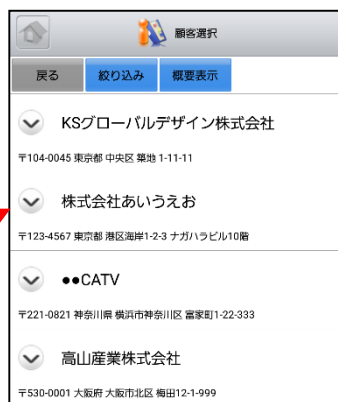 顧客選択
戻る 絞り込み 概要表示
KSグローバルデザイン株式会社
〒104-0045 東京都 中央区 築地 1-11-11
株式会社あいうえお
〒123-4567 東京都 港区海岸1-2-3 ナガハラビル10階
●●CATV
〒221-0821 神奈川県 横浜市神奈川区 富家町1-22-333
高山産業株式会社
〒530-0001 大阪府 大阪市北区 梅田12-1-999